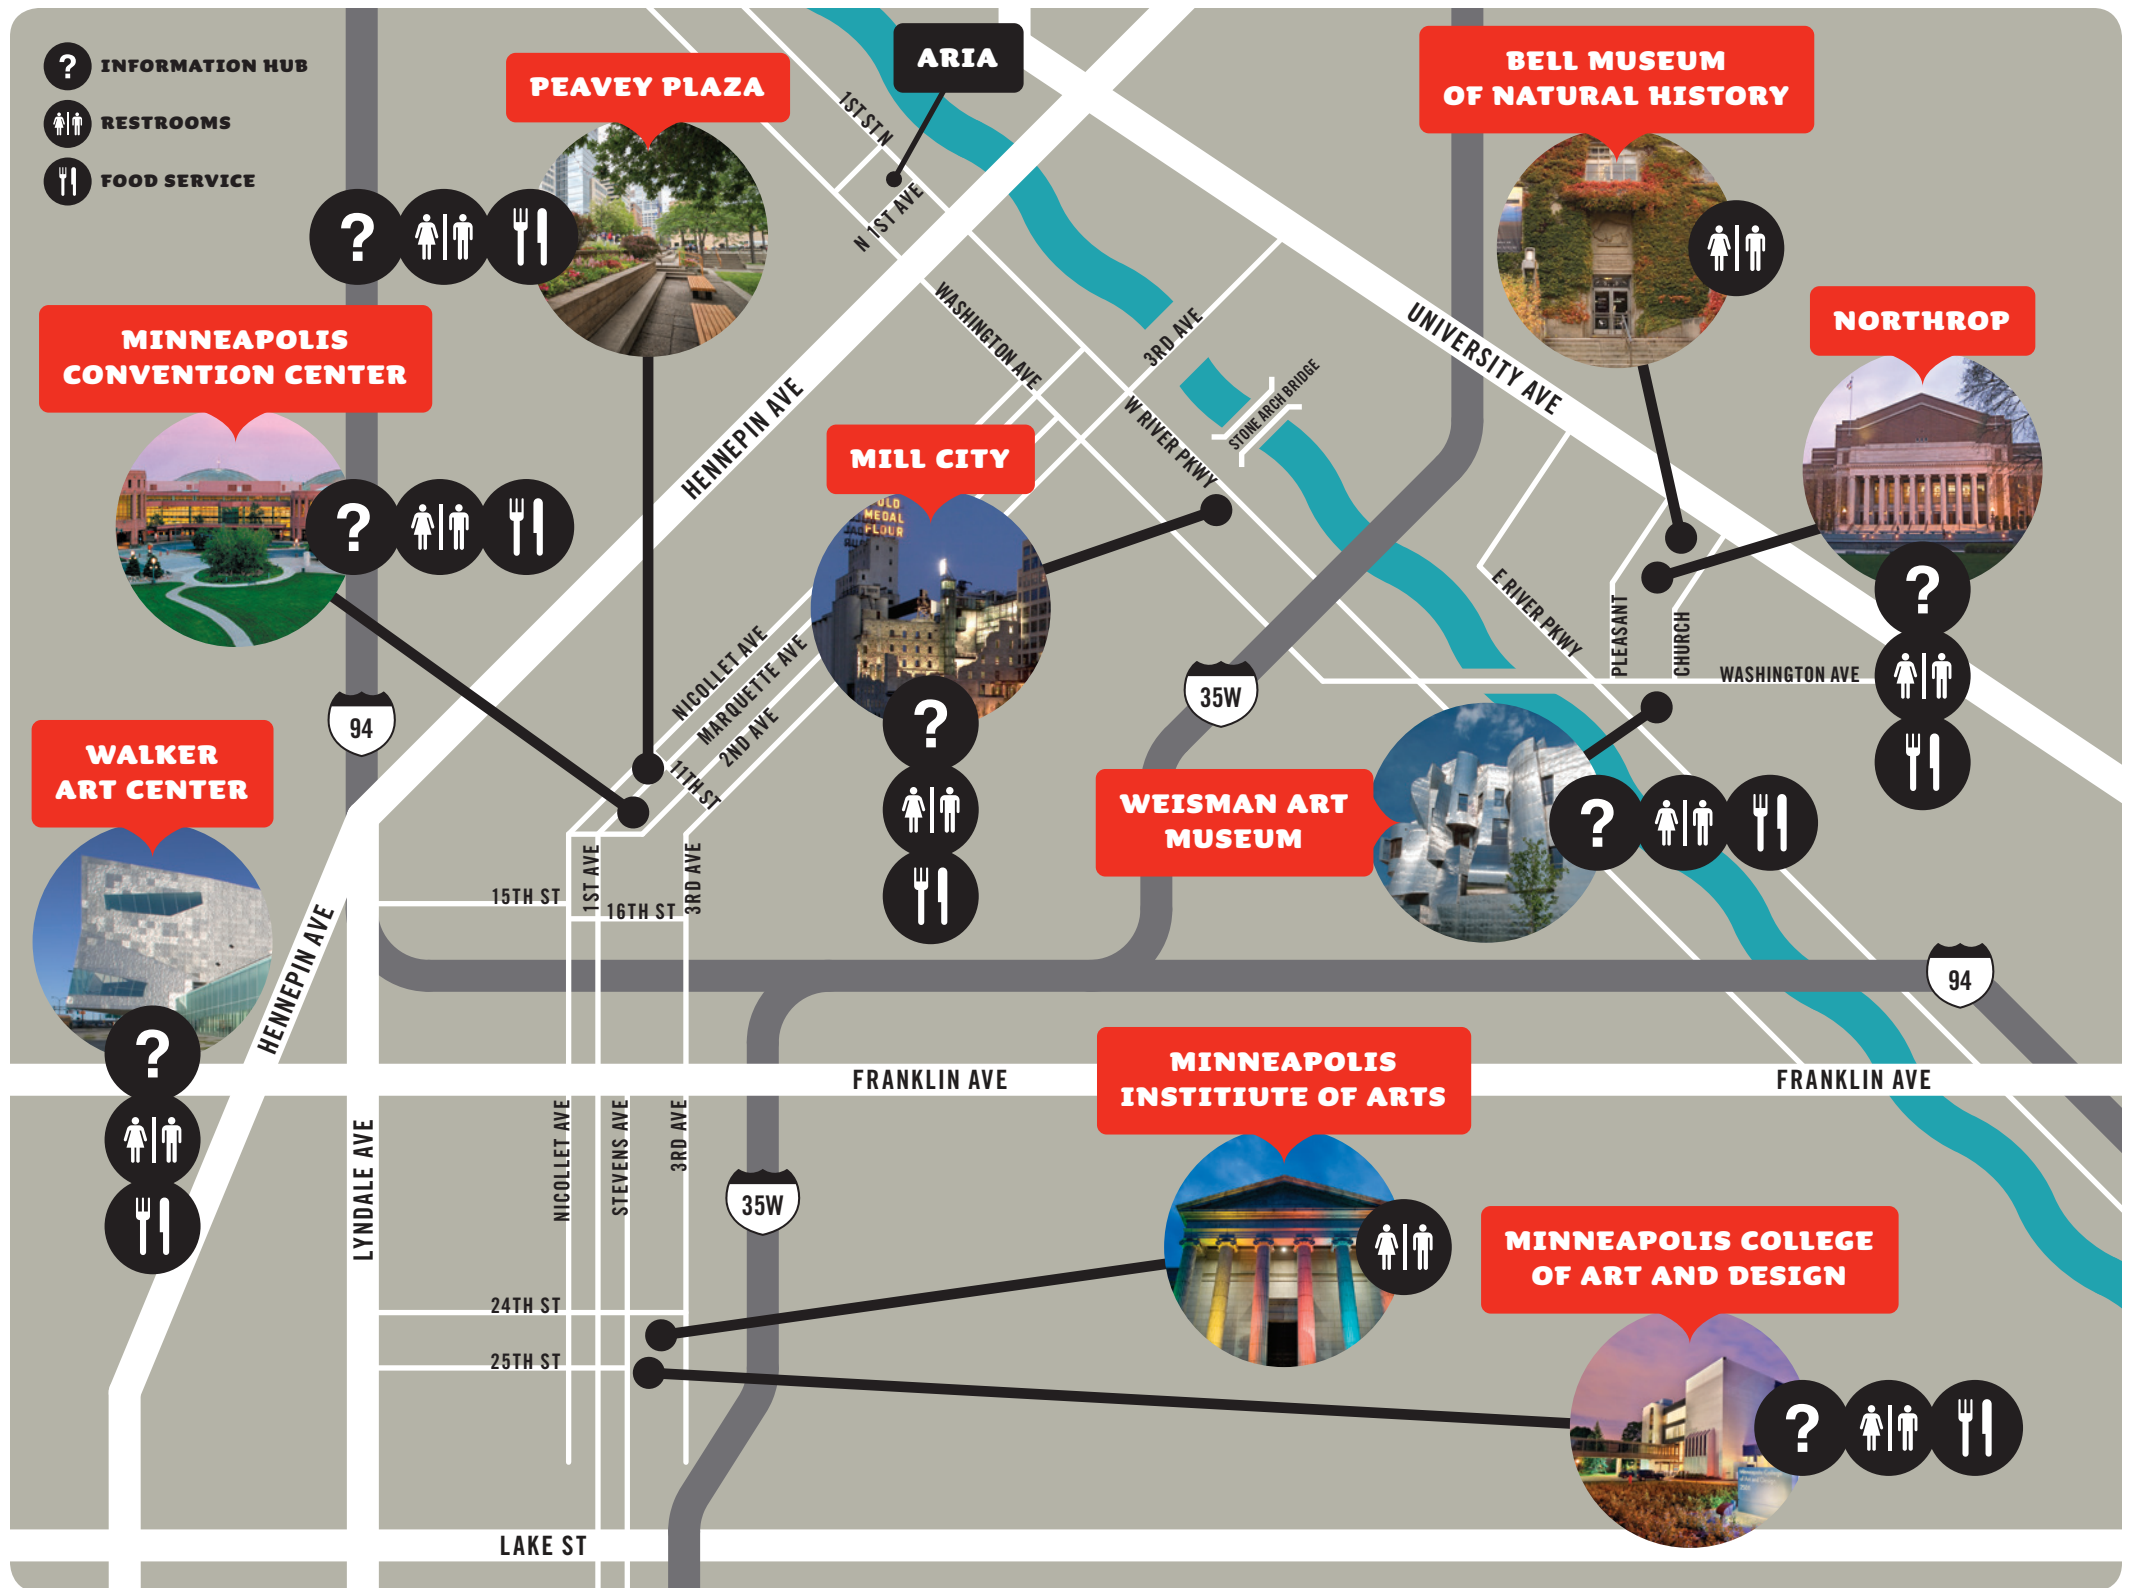 INFORMATION HUB
RESTROOMS
FOOD SERVICE
PEAVEY PLAZA
ARIA
BELL MUSEUM
OF NATURAL HISTORY
NORTHROP
MINNEAPOLIS
CONVENTION CENTER
MILL CITY
WALKER
ART CENTER
WEISMAN ART
MUSEUM
MINNEAPOLIS
INSTITIUTE OF ARTS
MINNEAPOLIS COLLEGE
OF ART AND DESIGN
1ST ST N
N 1ST AVE
WASHINGTON AVE
HENNEPIN AVE
3RD AVE
W RIVER PKWY
STONE ARCH BRIDGE
UNIVERSITY AVE
GOLD
MEDAL
FLOUR
E RIVER PKWY
PLEASANT
CHURCH
WASHINGTON AVE
NICOLLET AVE
MARQUETTE AVE
2ND AVE
11TH ST
94
35W
15TH ST
1ST AVE
16TH ST
3RD AVE
HENNEPIN AVE
94
FRANKLIN AVE
FRANKLIN AVE
LYNDALE AVE
NICOLLET AVE
STEVENS AVE
3RD AVE
35W
24TH ST
25TH ST
LAKE ST